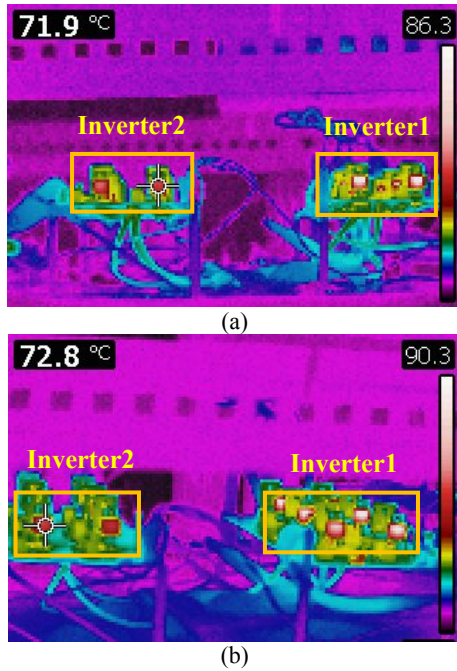 71.9 °C
86.3
Inverter2
Inverter1
(a)
72.8 °C
90.3
Inverter2
Inverter1
(b)